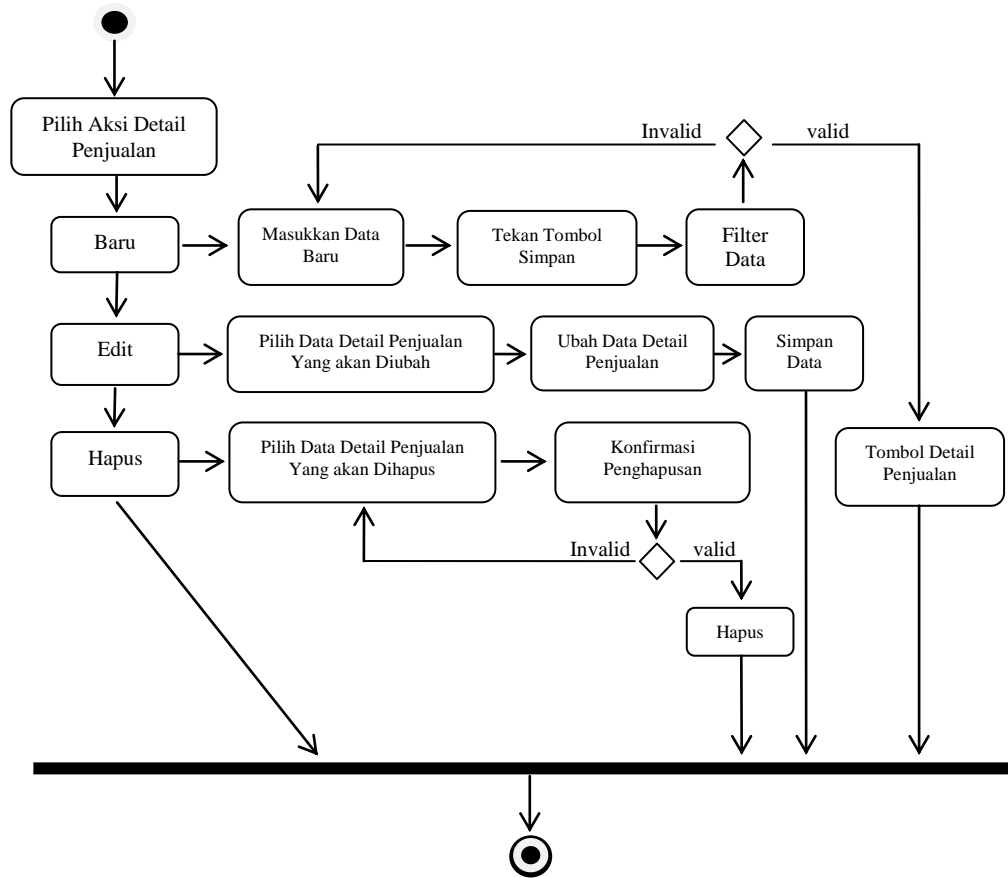 Pilih Aksi Detail
Penjualan
Invalid
valid
Baru
Masukkan Data
Baru
Tekan Tombol
Simpan
Filter
Data
Edit
Pilih Data Detail Penjualan
Yang akan Diubah
Ubah Data Detail
Penjualan
Simpan
Data
Hapus
Pilih Data Detail Penjualan
Yang akan Dihapus
Konfirmasi
Penghapusan
Tombol Detail
Penjualan
Invalid
valid
Hapus